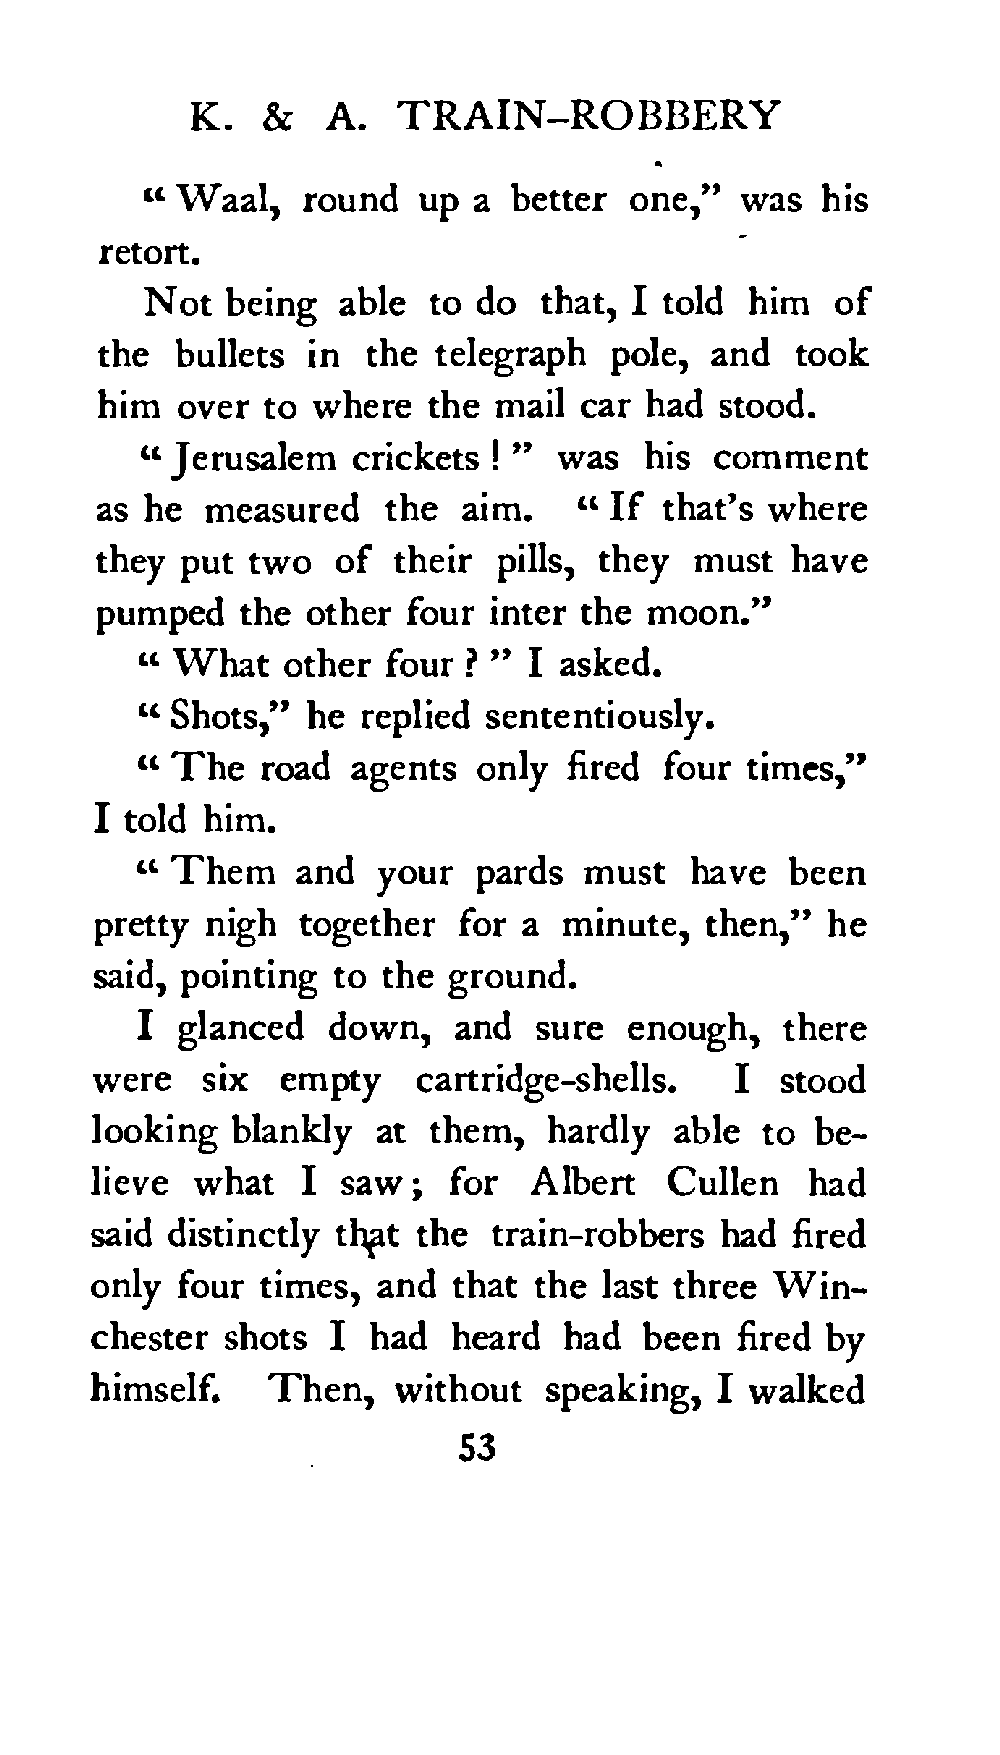 K. & A. TRAIN-ROBBERY
“Waal, round up a better one,” was his
retort.
Not being able to do that, I told him of
the bullets in the telegraph pole, and took
him over to where the mail car had stood.
“Jerusalem crickets!” was his comment
as he measured the aim. “If that’s where
they put two of their pills, they must have
pumped the other four inter the moon.”
“What other four?” I asked.
“Shots,” he replied sententiously.
“The road agents only fired four times,”
I told him.
“Them and your pards must have been
pretty nigh together for a minute, then,” he
said, pointing to the ground.
I glanced down, and sure enough, there
were six empty cartridge-shells. I stood
looking blankly at them, hardly able to be-
lieve what I saw; for Albert Cullen had
said distinctly that the train-robbers had fired
only four times, and that the last three Win-
chester shots I had heard had been fired by
himself. Then, without speaking, I walked
53